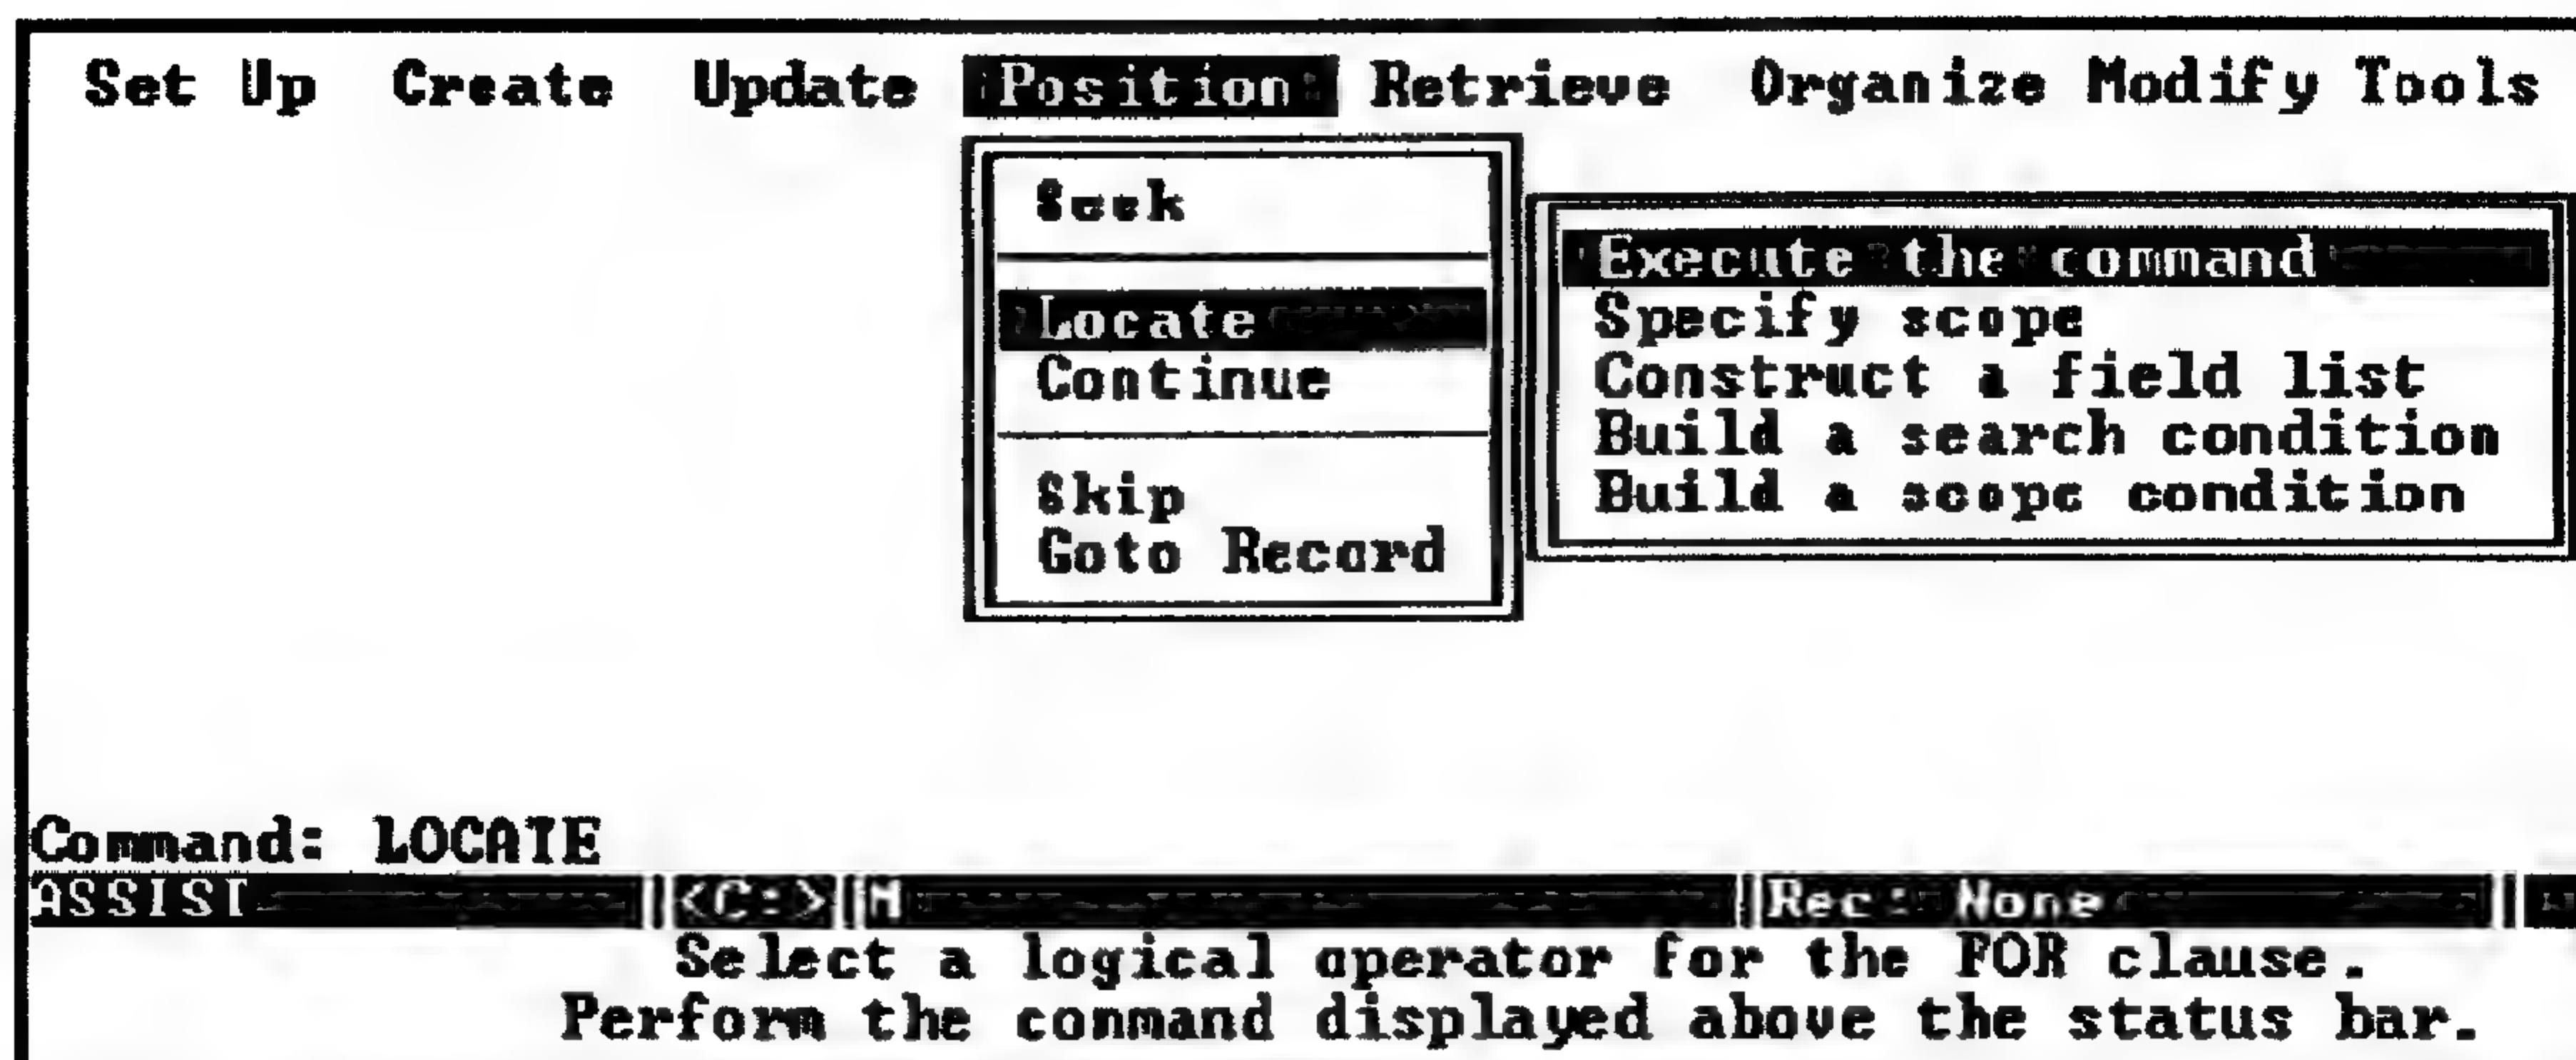 Set Up Create Update Position Retrieve Organize Modify Tools
Seek
Locate
Continue
Skip
Goto Record
Execute the command
Specify scope
Construct a field list
Build a search condition
Build a scope condition
Command: LOCATE
ASSIST <C:> M Rec: None
Select a logical operator for the FOR clause.
Perform the command displayed above the status bar.